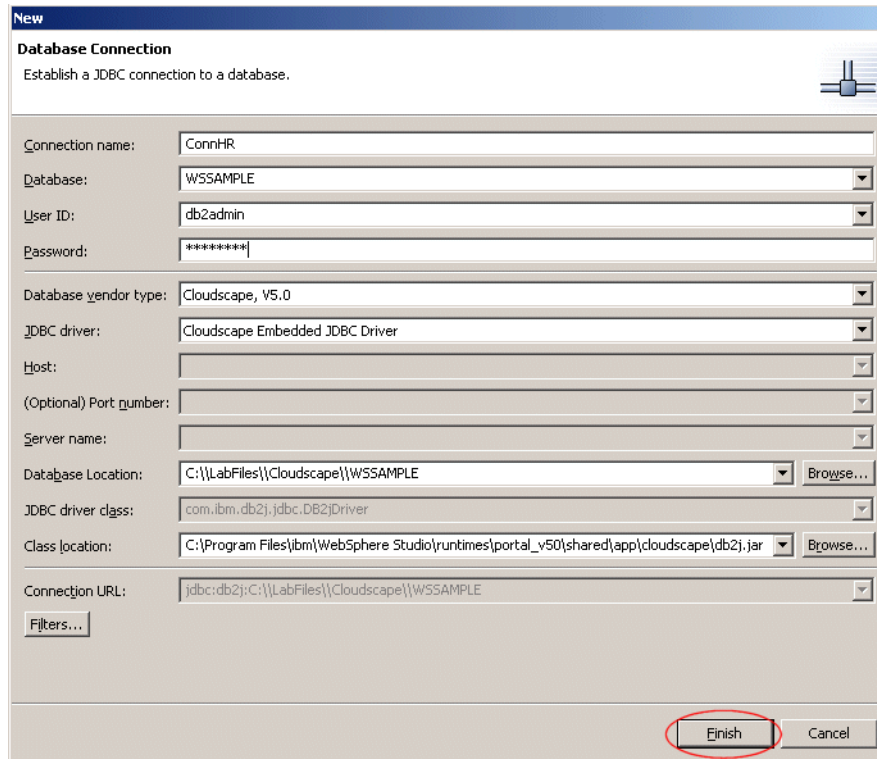 New
Database Connection
Establish a JDBC connection to a database.
Connection name: ConnHR
Database: WSSAMPLE
User ID: db2admin
Password: ********
Database vendor type: Cloudscape, V5.0
JDBC driver: Cloudscape Embedded JDBC Driver
Host:
(Optional) Port number:
Server name:
Database Location: C:\\LabFiles\\Cloudscape\\WSSAMPLE Browse...
JDBC driver class: com.ibm.db2j.jdbc.DB2jDriver
Class location: C:\Program Files\ibm\WebSphere Studio\runtimes\portal_v50\shared\app\cloudscape\db2j.jar Browse...
Connection URL: jdbc:db2j:C:\\LabFiles\\Cloudscape\\WSSAMPLE
Filters...
Finish Cancel